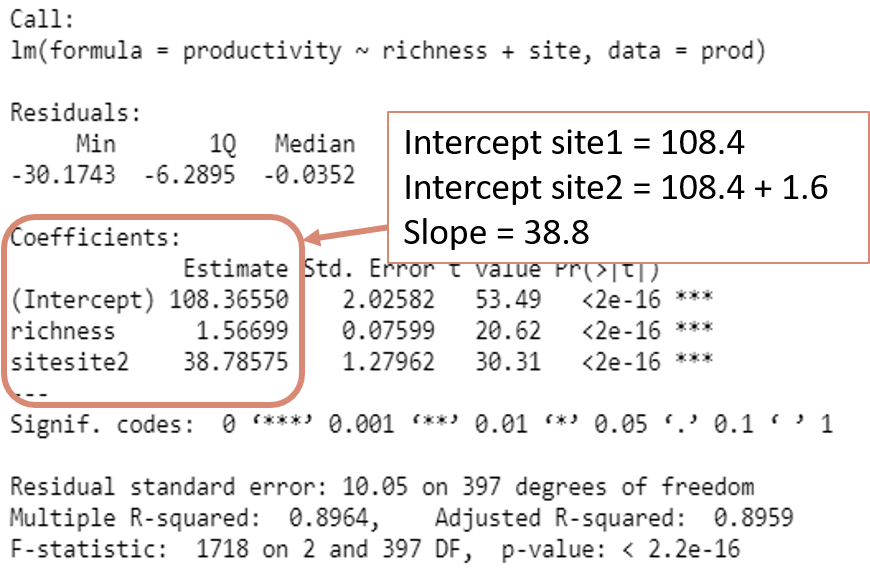 Call:
lm(formula = productivity ~ richness + site, data = prod)
Residuals:
Min 1Q Median
-30.1743 -6.2895 -0.0352
Intercept site1 = 108.4
Intercept site2 = 108.4 + 1.6
Slope = 38.8
Coefficients:
Estimate Std. Error t value Pr(>|t|)
(Intercept) 108.36550 2.02582 53.49 <2e-16 ***
richness 1.56699 0.07599 20.62 <2e-16 ***
sitesite2 38.78575 1.27962 30.31 <2e-16 ***
---
Signif. codes: 0 ‘***’ 0.001 ‘**’ 0.01 ‘*’ 0.05 ‘.’ 0.1 ‘ ’ 1
Residual standard error: 10.05 on 397 degrees of freedom
Multiple R-squared: 0.8964, Adjusted R-squared: 0.8959
F-statistic: 1718 on 2 and 397 DF, p-value: < 2.2e-16